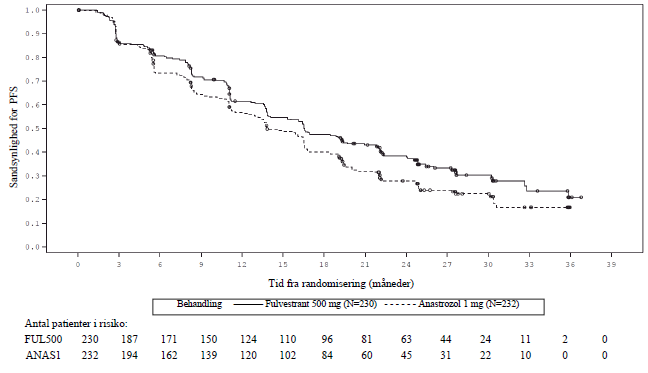 Sandsynlighed for PFS
1.0
0.9
0.8
0.7
0.6
0.5
0.4
0.3
0.2
0.1
0.0
0 3 6 9 12 15 18 21 24 27 30 33 36 39
Tid fra randomisering (måneder)
Behandling Fulvestrant 500 mg (N=230) Anastrozol 1 mg (N=232)
Antal patienter i risiko:
FUL500 230 187 171 150 124 110 96 81 63 44 24 11 2 0
ANAS1 232 194 162 139 120 102 84 60 45 31 22 10 0 0